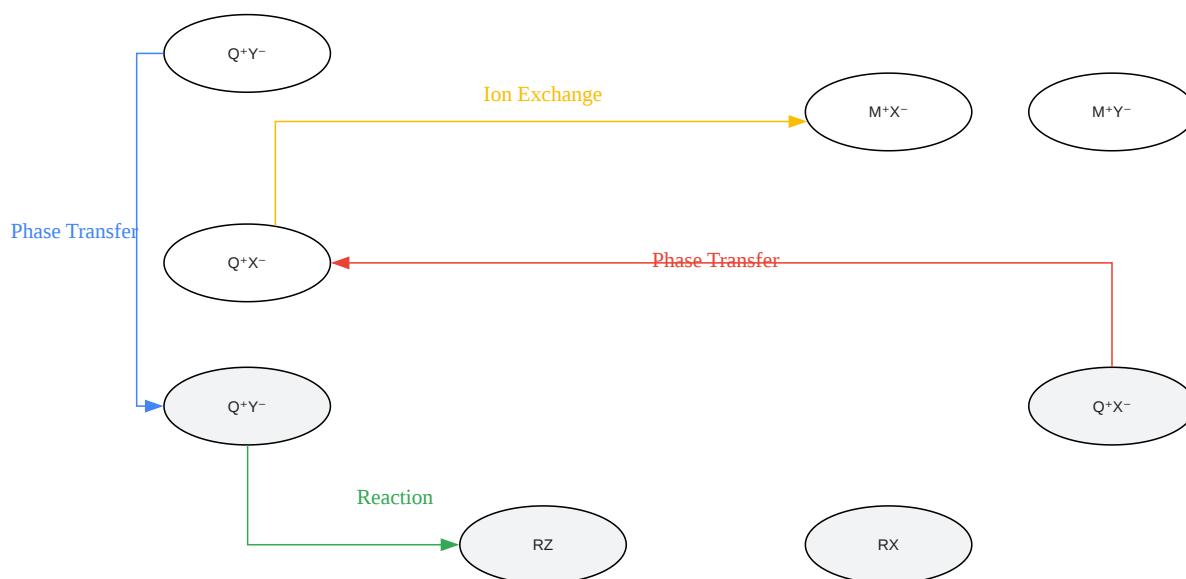 Q⁺Y⁻
Ion Exchange
M⁺X⁻
M⁺Y⁻
Phase Transfer
Q⁺X⁻
Phase Transfer
Q⁺Y⁻
Q⁺X⁻
Reaction
RZ
RX